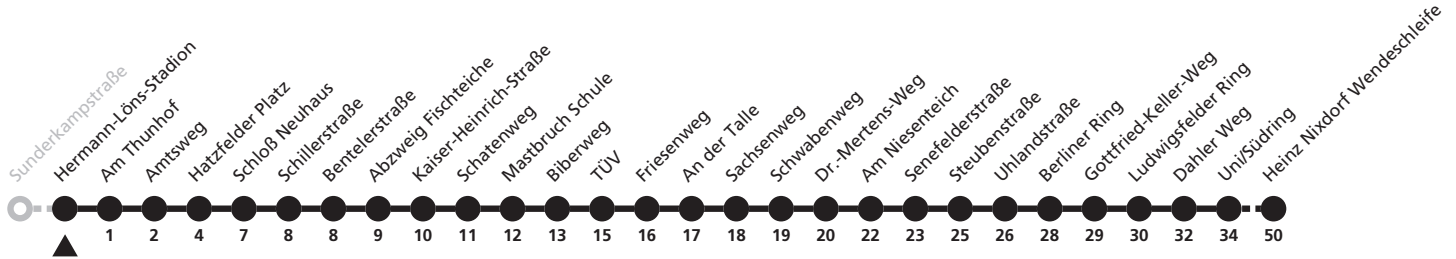 Sunderkampstraße
Hermann-Löns-Stadion
Am Thunhof
Amtsweg
Hatzfelder Platz
Schloß Neuhaus
Schillerstraße
Bentelerstraße
Abzweig Fischteiche
Kaiser-Heinrich-Straße
Schatenweg
Mastbruch Schule
Biberweg
TÜV
Friesenweg
An der Talle
Sachsenweg
Schwabenweg
Dr.-Mertens-Weg
Am Niesenteich
Senefelderstraße
Steubenstraße
Uhlandstraße
Berliner Ring
Gottfried-Keller-Weg
Ludwigsfelder Ring
Dahler Weg
Uni/Südring
Heinz Nixdorf Wendeschleife
1 2 4 7 8 8 9 10 11 12 13 15 16 17 18 19 20 22 23 25 26 28 29 30 32 34 50